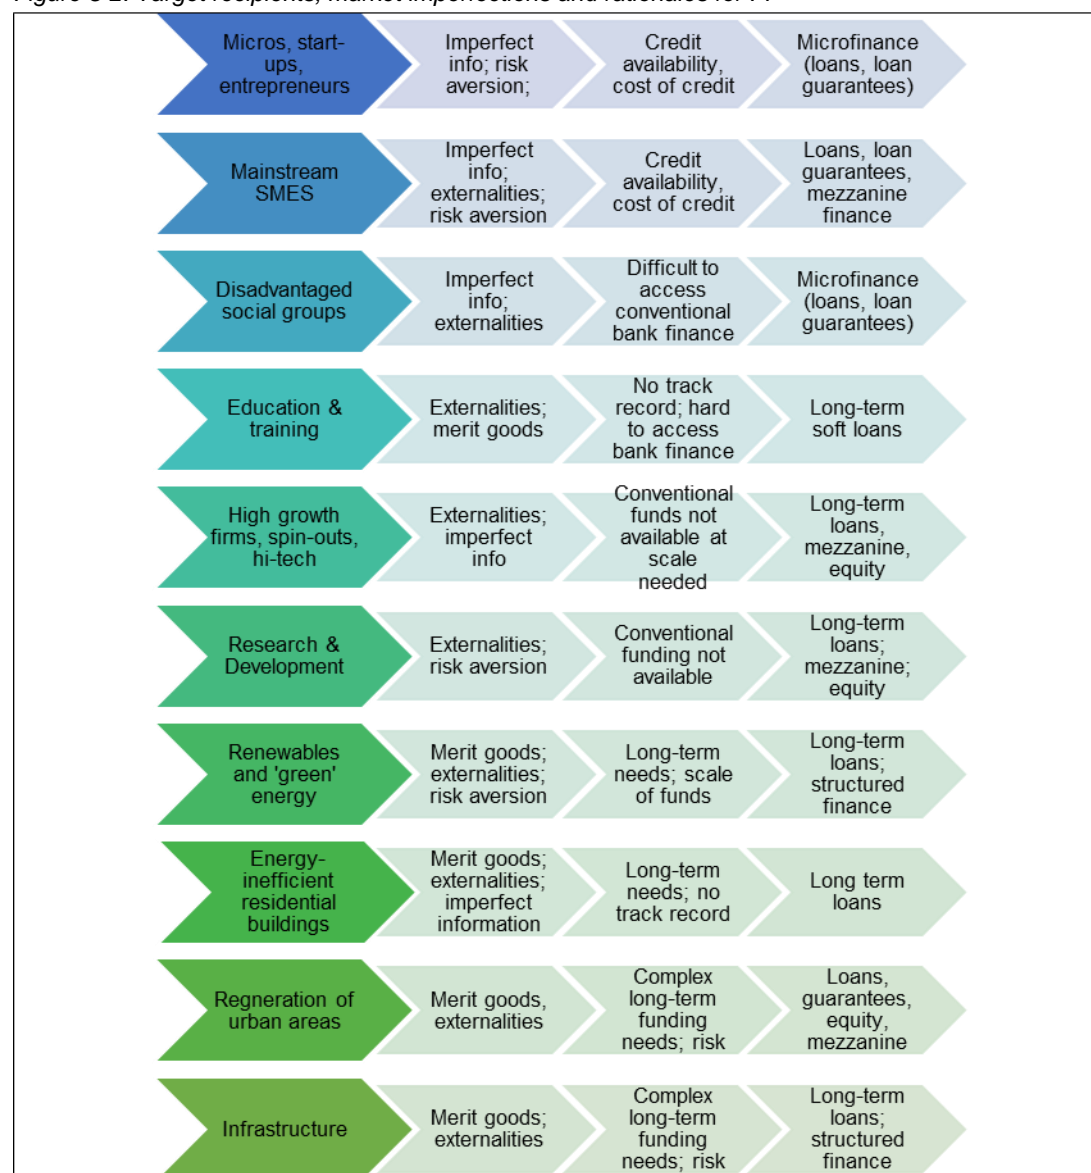 Micros, start-
ups,
entrepreneurs
Imperfect
info; risk
aversion;
Credit
availability,
cost of credit
Microfinance
(loans, loan
guarantees)
Mainstream
SMES
Imperfect
info;
externalities;
risk aversion
Credit
availability,
cost of credit
Loans, loan
guarantees,
mezzanine
finance
Disadvantaged
social groups
Imperfect
info;
externalities
Difficult to
access
conventional
bank finance
Microfinance
(loans, loan
guarantees)
Education &
training
Externalities;
merit goods
No track
record; hard
to access
bank finance
Long-term
soft loans
High growth
firms, spin-outs,
hi-tech
Externalities;
imperfect
info
Conventional
funds not
available at
scale
needed
Long-term
loans,
mezzanine,
equity
Research &
Development
Externalities;
risk aversion
Conventional
funding not
available
Long-term
loans;
mezzanine;
equity
Renewables
and 'green'
energy
Merit goods;
externalities;
risk aversion
Long-term
needs; scale
of funds
Long-term
loans;
structured
finance
Energy-
inefficient
residential
buildings
Merit goods;
externalities;
imperfect
information
Long-term
needs; no
track record
Long term
loans
Regneration of
urban areas
Merit goods,
externalities
Complex
long-term
funding
needs; risk
Loans,
guarantees,
equity,
mezzanine
Infrastructure
Merit goods;
externalities
Complex
long-term
funding
needs; risk
Long-term
loans;
structured
finance